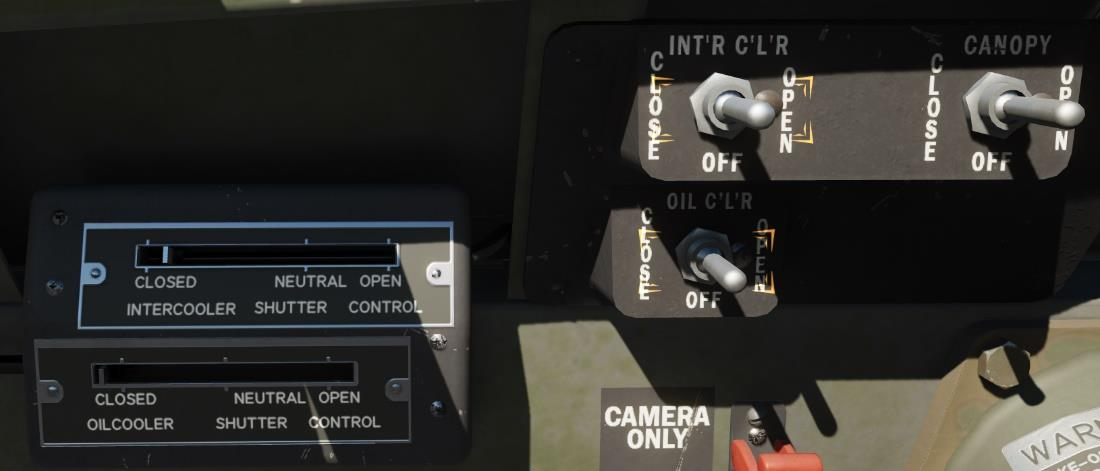 INT'R C'L'R
CLOSE
OPEN
OFF
CANOPY
CLOSE
OFF
OIL C'L'R
CLOSE
OPEN
OFF
CLOSED NEUTRAL OPEN
INTERCOOLER SHUTTER CONTROL
CLOSED NEUTRAL OPEN
OILCOOLER SHUTTER CONTROL
CAMERA
ONLY